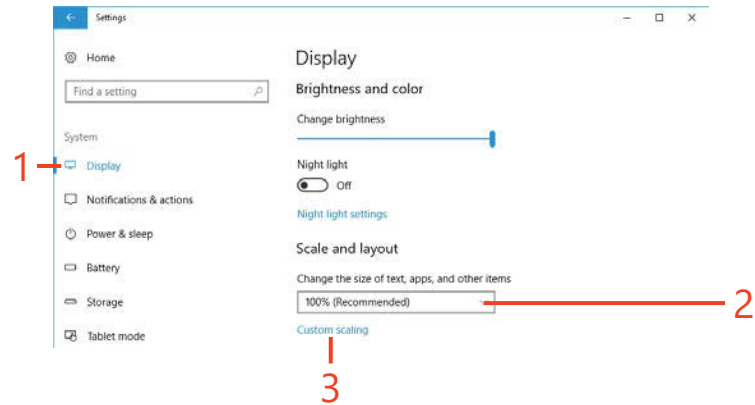 Settings
Home
Find a setting
System
1
Display
Notifications & actions
Power & sleep
Battery
Storage
Tablet mode
Display
Brightness and color
Change brightness
Night light
Off
Night light settings
Scale and layout
Change the size of text, apps, and other items
100% (Recommended)
2
Custom scaling
3